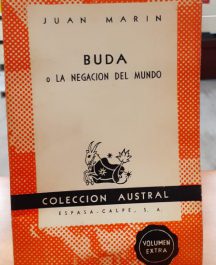 JUAN MARIN
BUDA
o LA NEGACION DEL MUNDO
COLECCION AUSTRAL
ESPASA-CALPE, S. A.
VOLUMEN
EXTRA